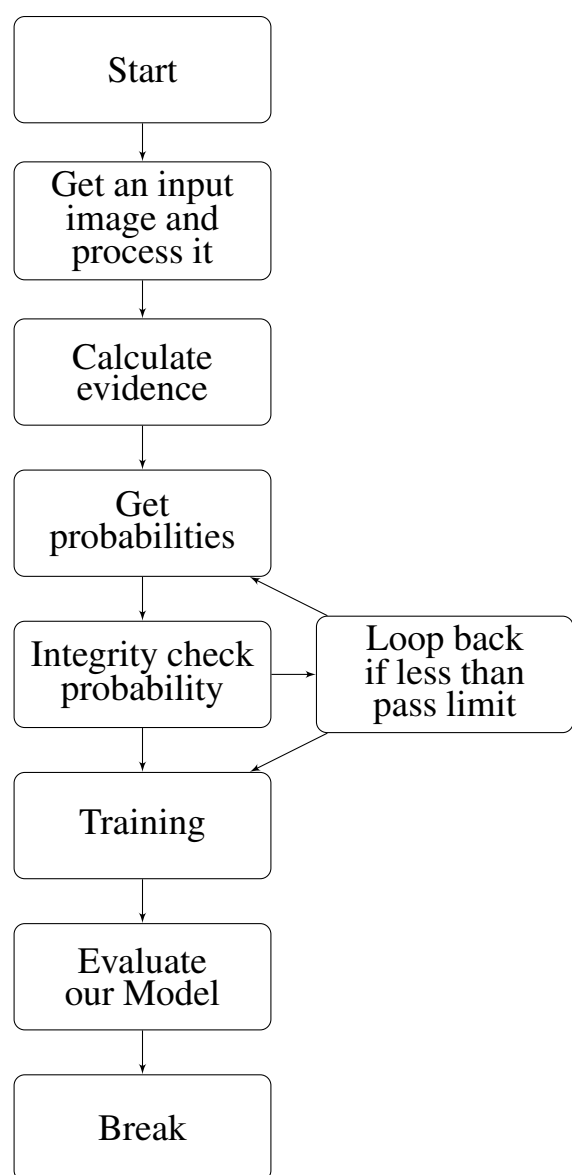 Start
Get an input
image and
process it
Calculate
evidence
Get
probabilities
Integrity check
probability
Loop back
if less than
pass limit
Training
Evaluate
our Model
Break